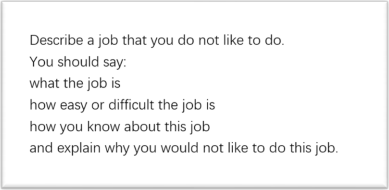 Describe a job that you do not like to do.
You should say:
what the job is
how easy or difficult the job is
how you know about this job
and explain why you would not like to do this job.